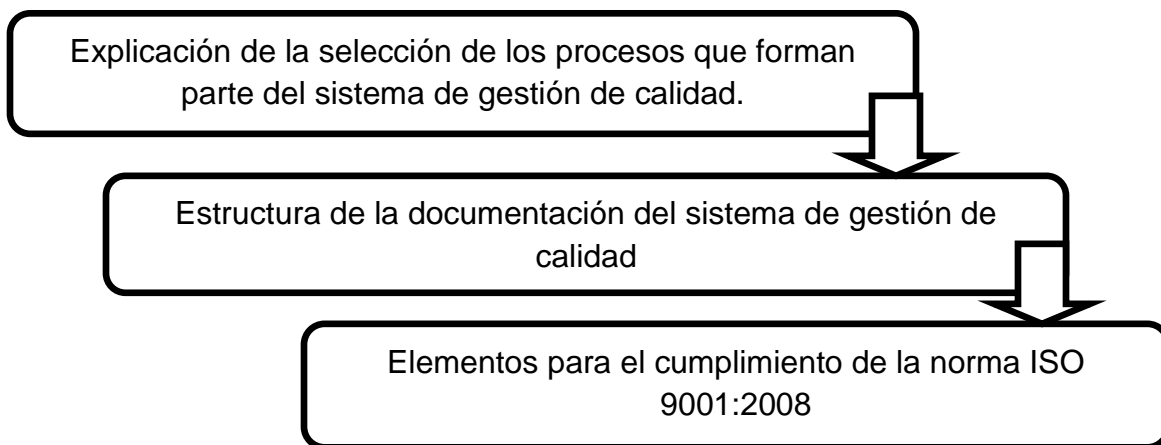 Explicación de la selección de los procesos que forman
parte del sistema de gestión de calidad.
Estructura de la documentación del sistema de gestión de
calidad
Elementos para el cumplimiento de la norma ISO
9001:2008